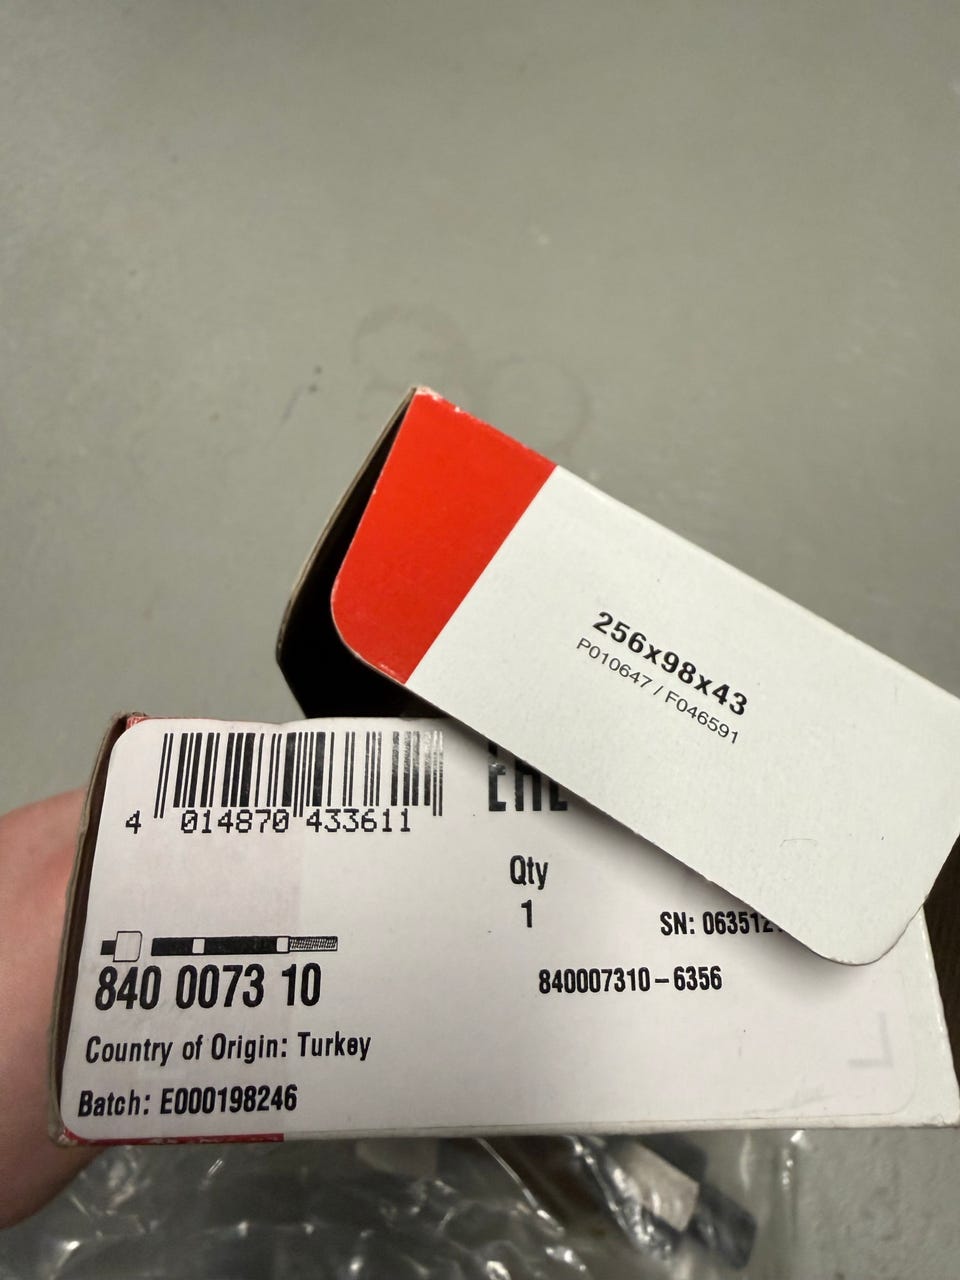 256x98x43
P010647 / F046591
4 014870 433611
Qty
1
SN: 063512
840 0073 10
840007310-6356
Country of Origin: Turkey
Batch: E000198246